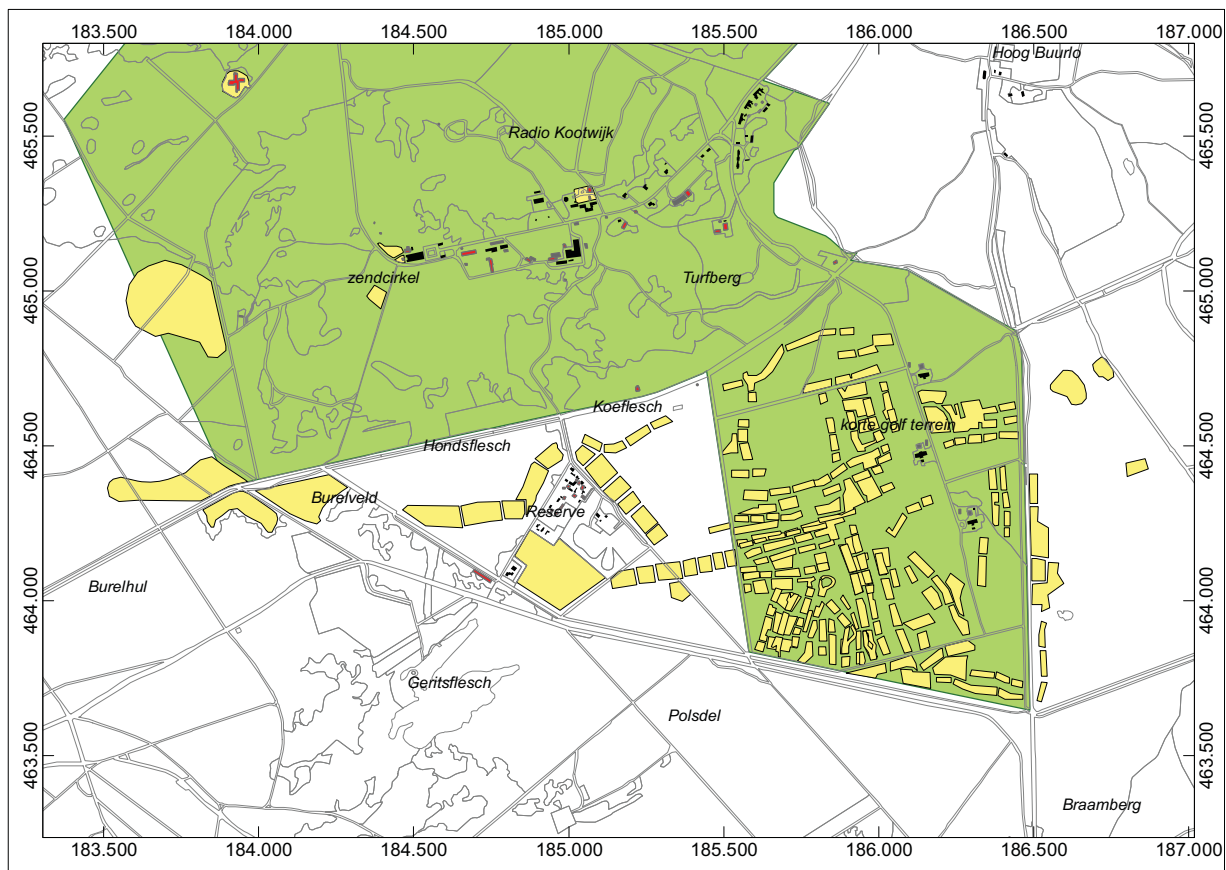 183.500 184.000 184.500 185.000 185.500 186.000 186.500 187.000
Hoog Buurlo
465.500 465.500
Radio Kootwijk
zendcirkel Turfberg
465.000 465.000
Koeflesch
korte golf terrein
464.500 464.500
Hondsflesch
Burelveld
Reserve
Burelhul
464.000 464.000
Geritsflesch
Polsdel
463.500 463.500
Braamberg
183.500 184.000 184.500 185.000 185.500 186.000 186.500 187.000